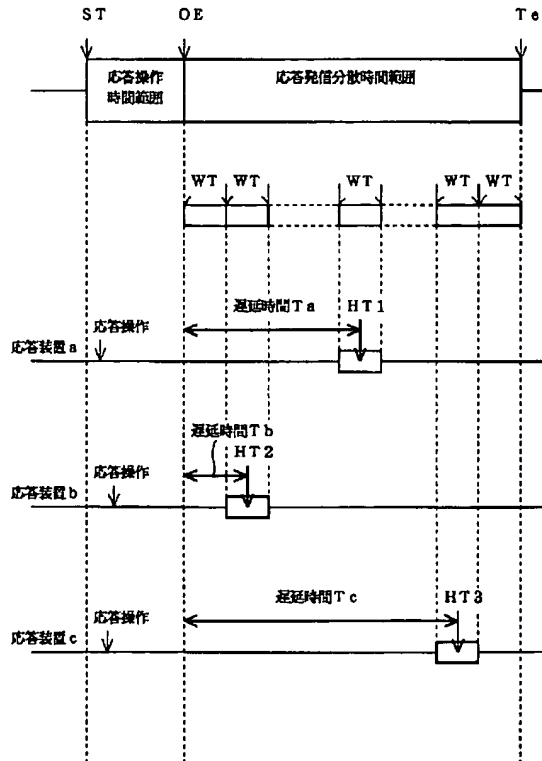 ST OE Te
応答操作
時間範囲
応答発信分散時間範囲
WT WT WT WT WT
遅延時間Ta HT1
応答操作
応答装置a
遅延時間Tb
HT2
応答操作
応答装置b
遅延時間Tc HT3
応答操作
応答装置c